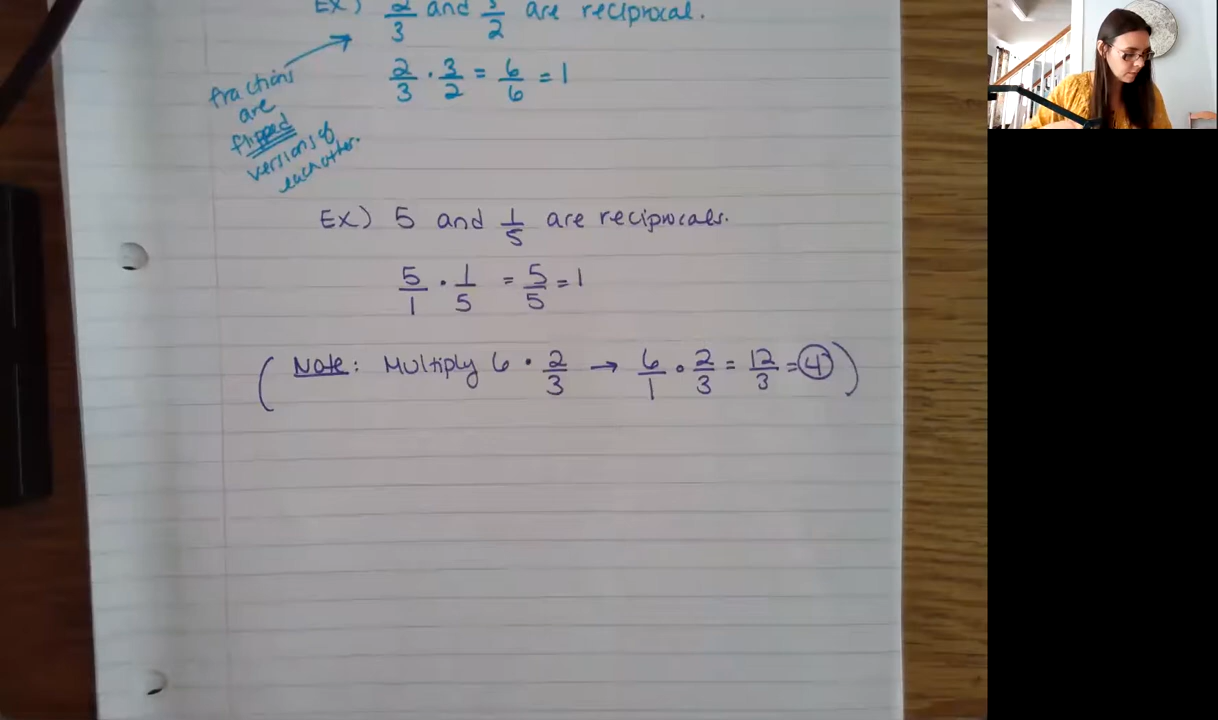 Ex) 2/3 and 3/2 are reciprocal.
2/3 · 3/2 = 6/6 = 1
fractions
are
flipped
versions of
each other.
Ex) 5 and 1/5 are reciprocals.
5/1 · 1/5 = 5/5 = 1
( Note: Multiply 6 · 2/3 → 6/1 · 2/3 = 12/3 = 4 )